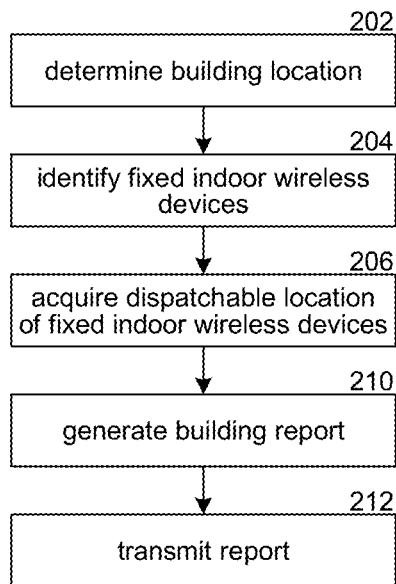 202
determine building location
204
identify fixed indoor wireless
devices
206
acquire dispatchable location
of fixed indoor wireless devices
210
generate building report
212
transmit report